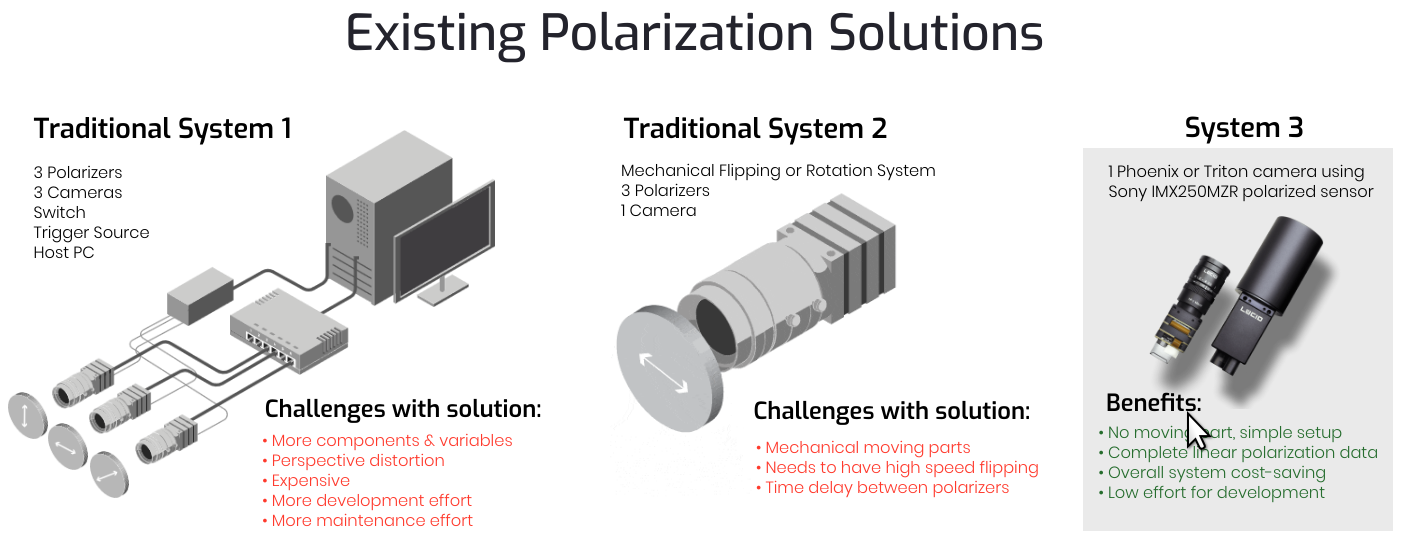 Existing Polarization Solutions
Traditional System 1
3 Polarizers
3 Cameras
Switch
Trigger Source
Host PC
Challenges with solution:
• More components & variables
• Perspective distortion
• Expensive
• More development effort
• More maintenance effort
Traditional System 2
Mechanical Flipping or Rotation System
3 Polarizers
1 Camera
Challenges with solution:
• Mechanical moving parts
• Needs to have high speed flipping
• Time delay between polarizers
System 3
1 Phoenix or Triton camera using
Sony IMX250MZR polarized sensor
LUCID
LUCID
Benefits:
• No moving part, simple setup
• Complete linear polarization data
• Overall system cost-saving
• Low effort for development